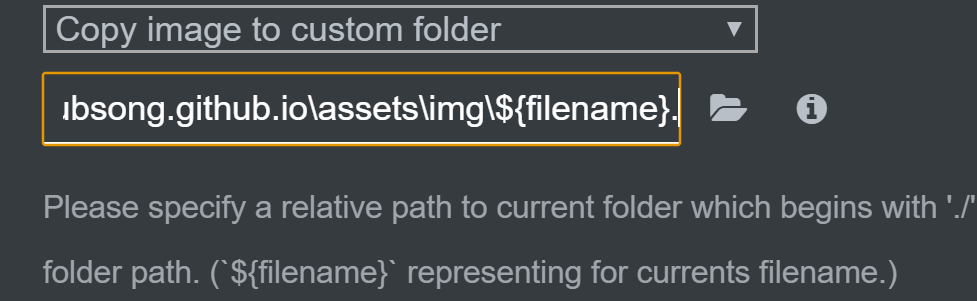 Copy image to custom folder
ubsong.github.io\assets\img\${filename}.
Please specify a relative path to current folder which begins with './'
folder path. (`${filename}` representing for currents filename.)